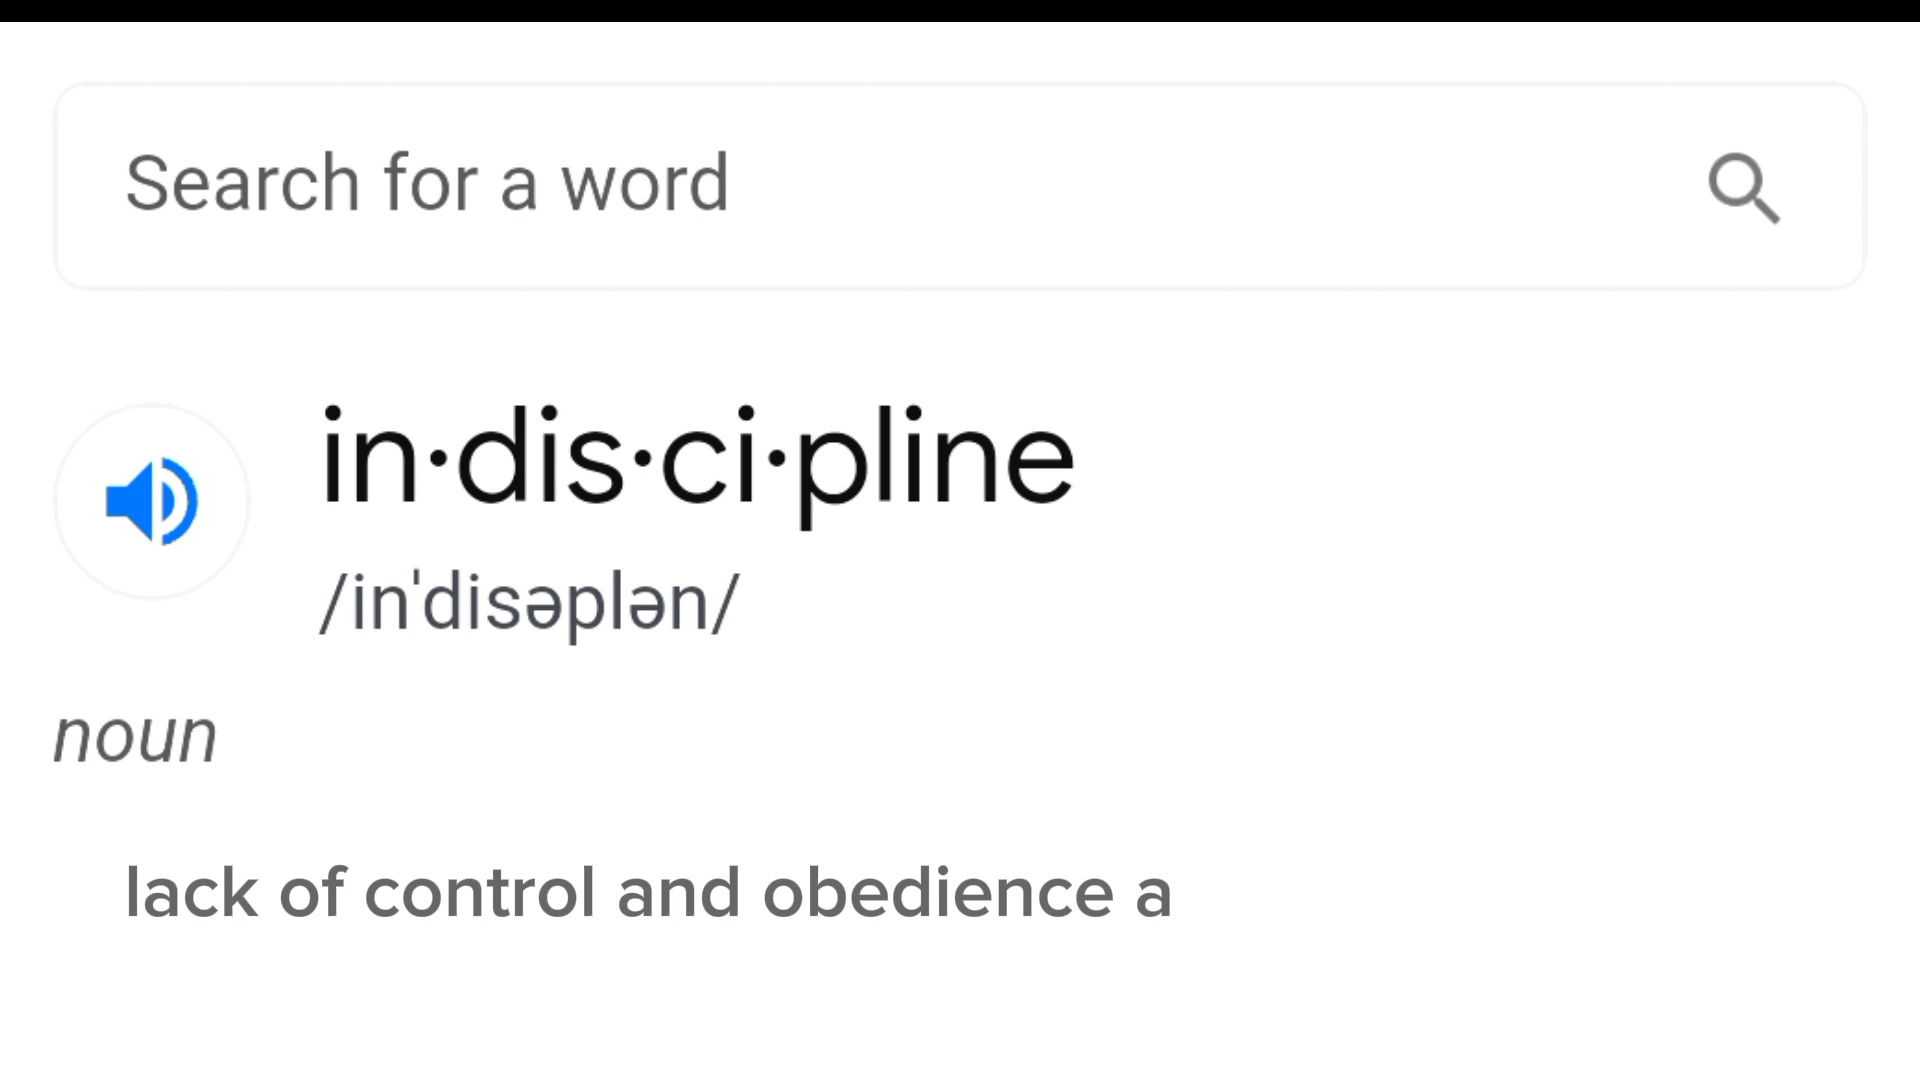 Search for a word
in·dis·ci·pline
/inˈdisəplən/
noun
lack of control and obedience a